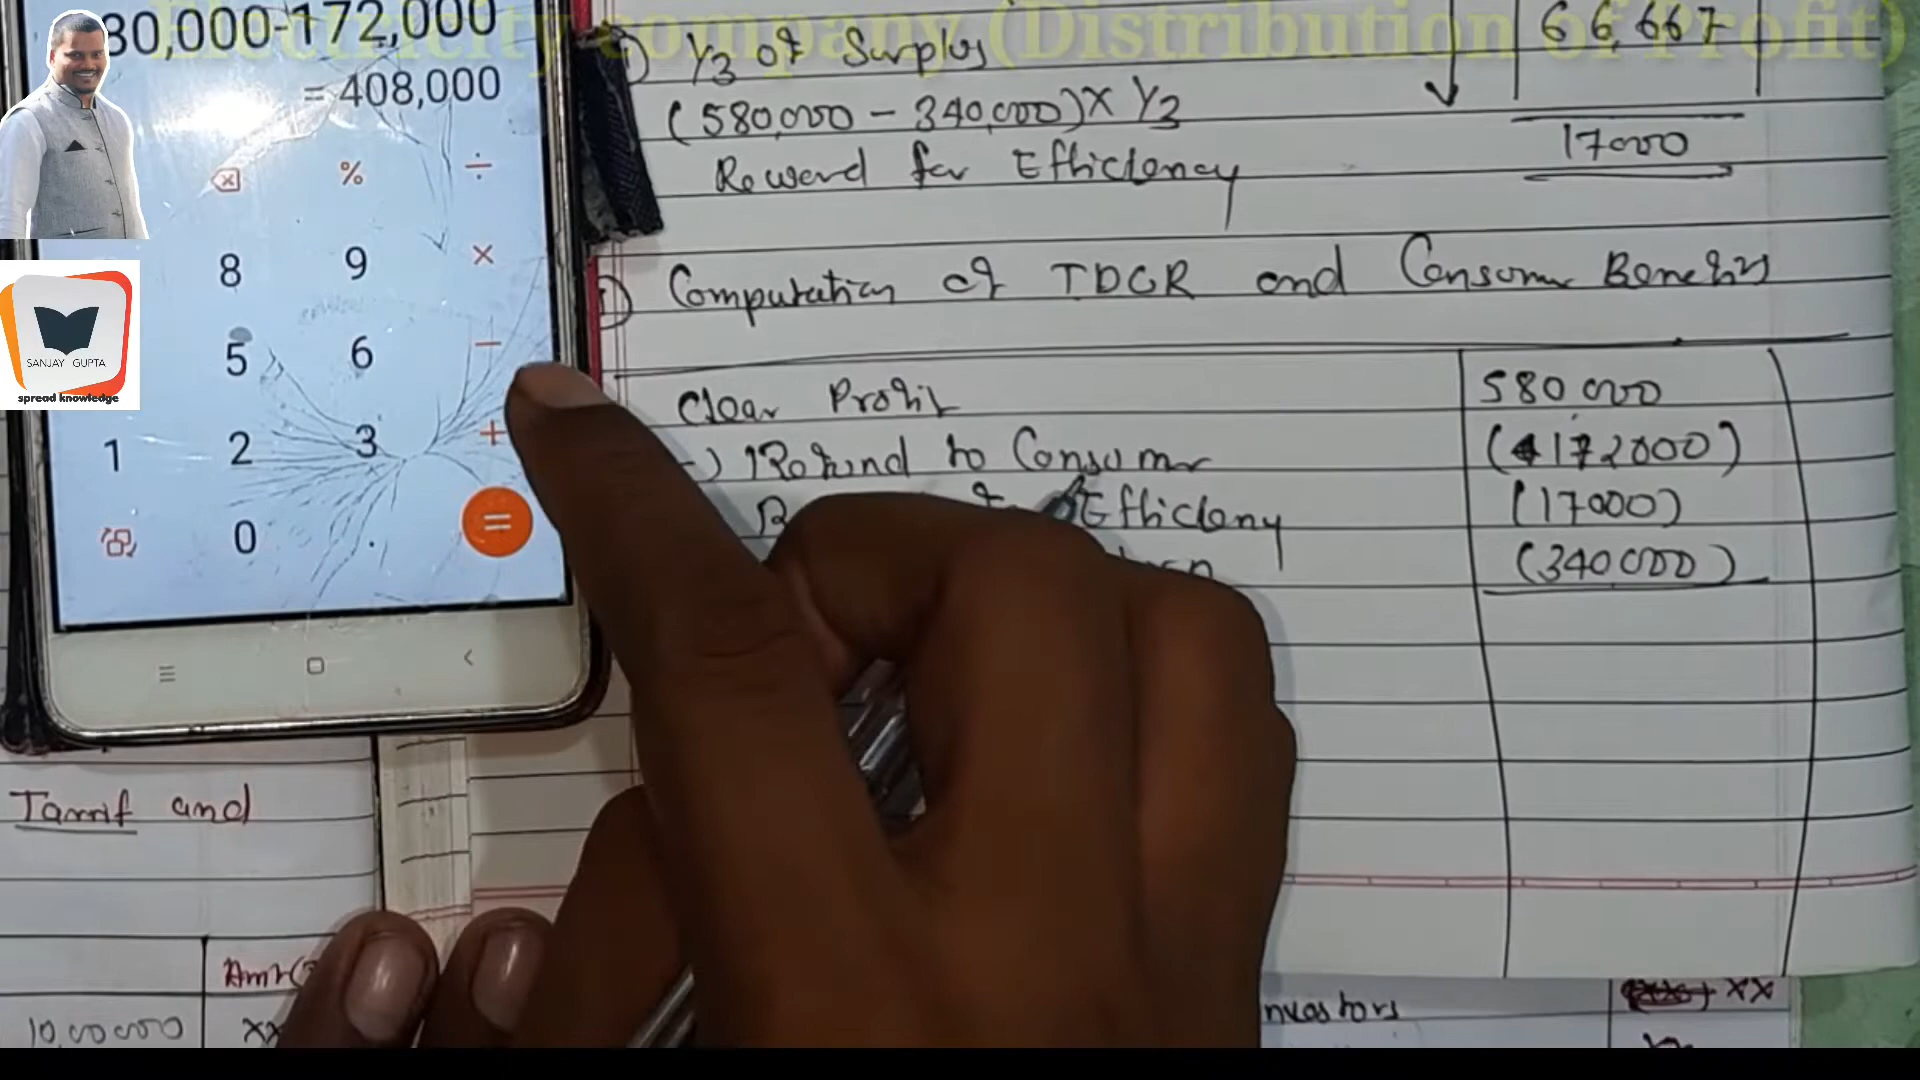 Electricity company (Distribution of Profit)
80,000-172,000
= 408,000
%
÷
8
9
×
5
6
−
1
2
3
+
0
.
=
SANJAY GUPTA
spread knowledge
1/3 of Surplus
66,667
(580,000 - 340,000) X 1/3
Reward for Efficiency
17000
Computation of TDCR and Consumer Benefits
Clear Profit
580000
Refund to Consumer
(172000)
Efficiency
(17000)
(340000)
Tarrif and
Amt
10,00000
XX
nvestors
XX